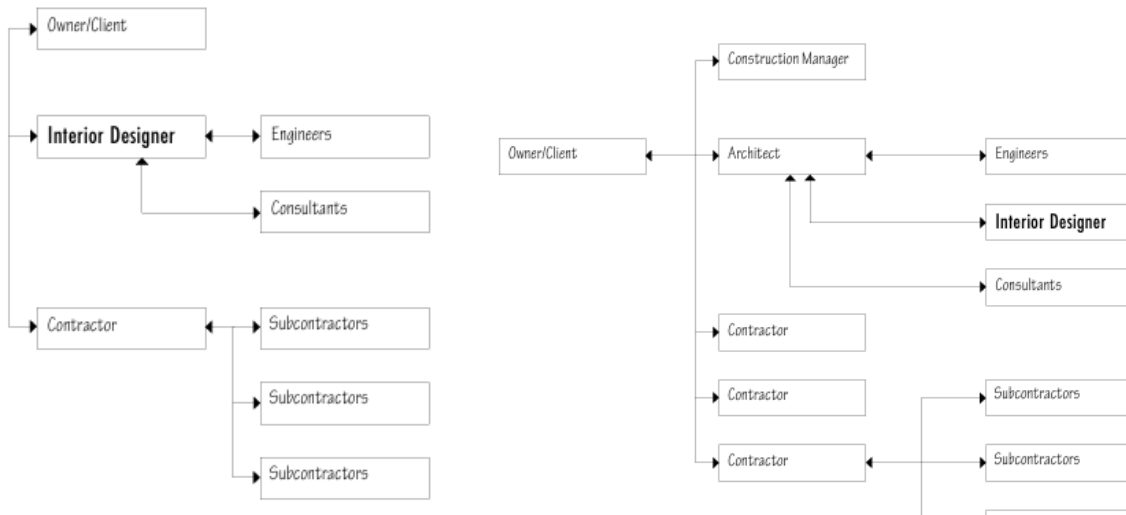 Owner/Client
Interior Designer
Engineers
Consultants
Contractor
Subcontractors
Subcontractors
Subcontractors
Construction Manager
Owner/Client
Architect
Engineers
Interior Designer
Consultants
Contractor
Contractor
Subcontractors
Contractor
Subcontractors